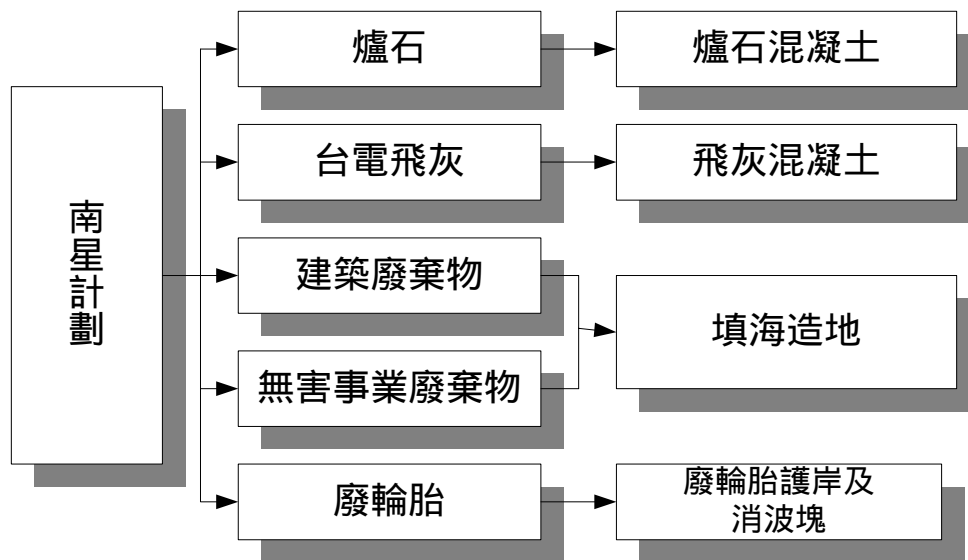 南星計劃
爐石
爐石混凝土
台電飛灰
飛灰混凝土
建築廢棄物
填海造地
無害事業廢棄物
廢輪胎
廢輪胎護岸及
消波塊